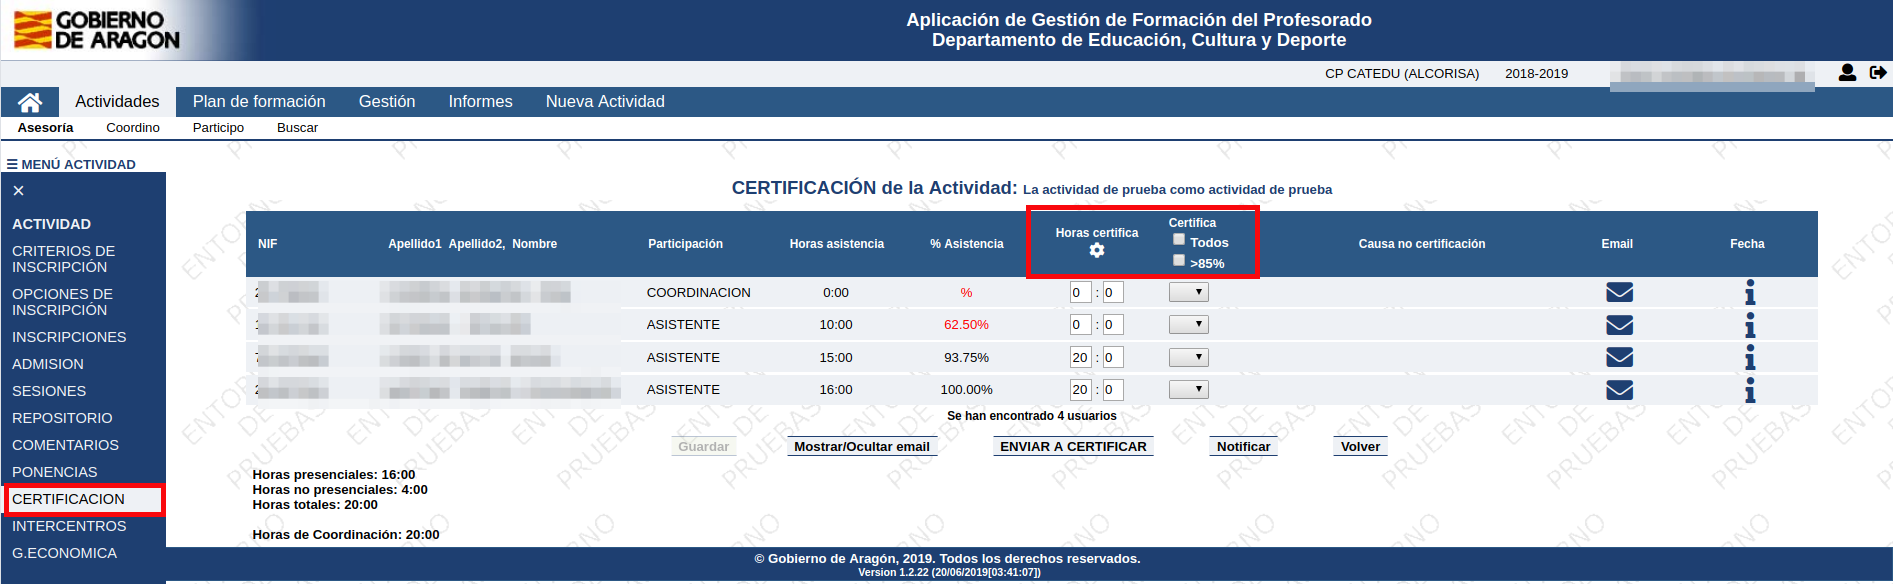 GOBIERNO
DE ARAGON
Aplicación de Gestión de Formación del Profesorado
Departamento de Educación, Cultura y Deporte
CP CATEDU (ALCORISA) 2018-2019
Actividades Plan de formación Gestión Informes Nueva Actividad
Asesoría Coordino Participo Buscar
☰ MENÚ ACTIVIDAD
×
ACTIVIDAD
CRITERIOS DE
INSCRIPCIÓN
OPCIONES DE
INSCRIPCIÓN
INSCRIPCIONES
ADMISION
SESIONES
REPOSITORIO
COMENTARIOS
PONENCIAS
CERTIFICACION
INTERCENTROS
G.ECONOMICA
CERTIFICACIÓN de la Actividad: La actividad de prueba como actividad de prueba
NIF Apellido1 Apellido2, Nombre Participación Horas asistencia % Asistencia Horas certifica Certifica Todos >85% Causa no certificación Email Fecha
COORDINACION 0:00 % 0 : 0
ASISTENTE 10:00 62.50% 0 : 0
ASISTENTE 15:00 93.75% 20 : 0
ASISTENTE 16:00 100.00% 20 : 0
Se han encontrado 4 usuarios
Guardar Mostrar/Ocultar email ENVIAR A CERTIFICAR Notificar Volver
Horas presenciales: 16:00
Horas no presenciales: 4:00
Horas totales: 20:00
Horas de Coordinación: 20:00
ENTORNO
DE
PRUEBAS
© Gobierno de Aragón, 2019. Todos los derechos reservados.
Version 1.2.22 (20/06/2019[03:41:07])